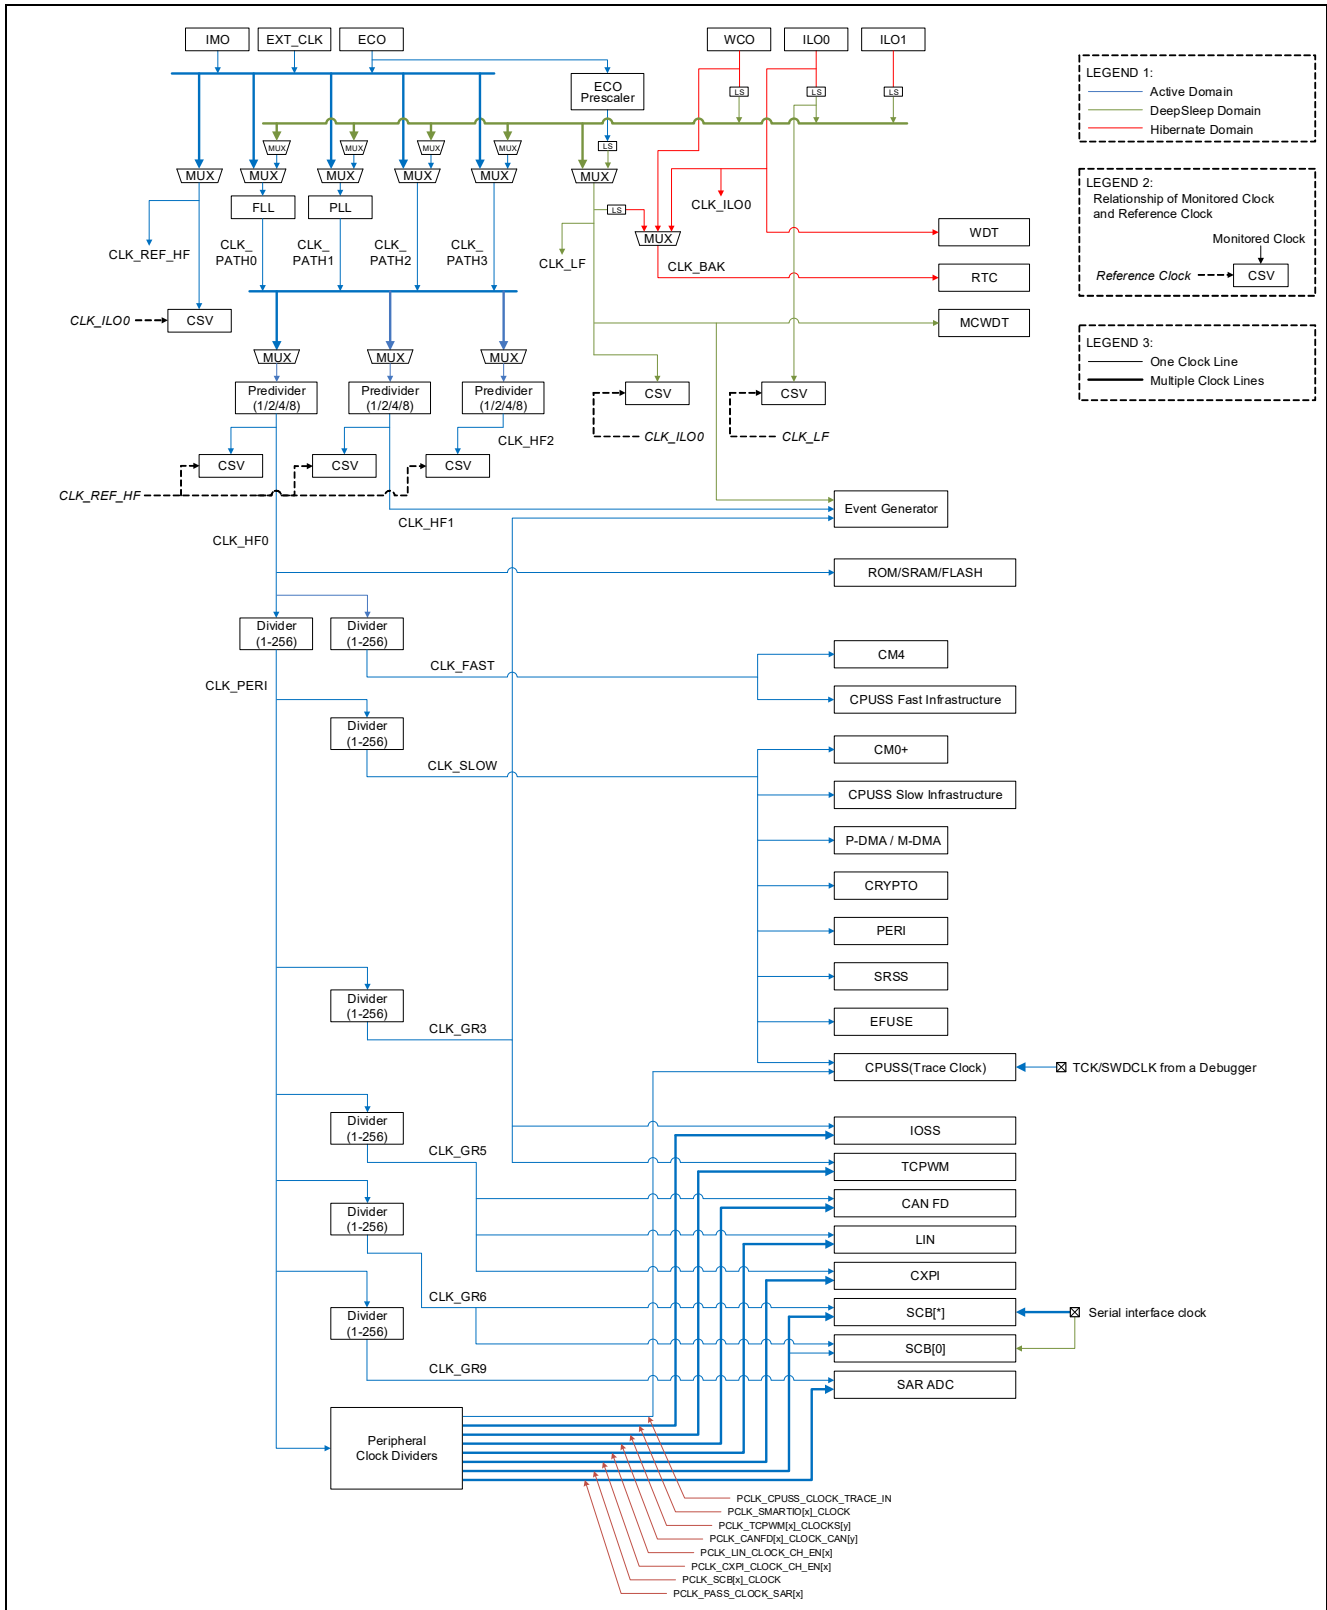 IMO
EXT_CLK
ECO
WCO
ILO0
ILO1
ECO
Prescaler
LS
LS
LS
LS
MUX
MUX
MUX
MUX
MUX
MUX
MUX
MUX
MUX
MUX
FLL
PLL
LS
MUX
CLK_ILO0
CLK_REF_HF
CLK_
PATH0
CLK_
PATH1
CLK_
PATH2
CLK_
PATH3
CLK_LF
CLK_BAK
WDT
RTC
MCWDT
CLK_ILO0
CSV
MUX
MUX
MUX
Predivider
(1/2/4/8)
Predivider
(1/2/4/8)
Predivider
(1/2/4/8)
CSV
CLK_ILO0
CSV
CLK_LF
CLK_HF2
CSV
CSV
CSV
CLK_REF_HF
CLK_HF1
CLK_HF0
Event Generator
ROM/SRAM/FLASH
Divider
(1-256)
Divider
(1-256)
CLK_FAST
CM4
CLK_PERI
CPUSS Fast Infrastructure
Divider
(1-256)
CLK_SLOW
CM0+
CPUSS Slow Infrastructure
P-DMA / M-DMA
CRYPTO
PERI
SRSS
EFUSE
CPUSS(Trace Clock)
TCK/SWDCLK from a Debugger
Divider
(1-256)
CLK_GR3
IOSS
Divider
(1-256)
CLK_GR5
TCPWM
CAN FD
Divider
(1-256)
LIN
CXPI
CLK_GR6
SCB[*]
Serial interface clock
Divider
(1-256)
SCB[0]
CLK_GR9
SAR ADC
Peripheral
Clock Dividers
PCLK_CPUSS_CLOCK_TRACE_IN
PCLK_SMARTIO[x]_CLOCK
PCLK_TCPWM[x]_CLOCKS[y]
PCLK_CANFD[x]_CLOCK_CAN[y]
PCLK_LIN_CLOCK_CH_EN[x]
PCLK_CXPI_CLOCK_CH_EN[x]
PCLK_SCB[x]_CLOCK
PCLK_PASS_CLOCK_SAR[x]
LEGEND 1:
Active Domain
DeepSleep Domain
Hibernate Domain
LEGEND 2:
Relationship of Monitored Clock
and Reference Clock
Monitored Clock
Reference Clock
CSV
LEGEND 3:
One Clock Line
Multiple Clock Lines